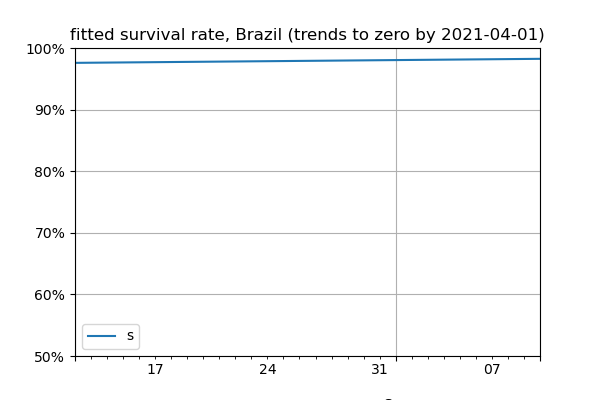 fitted survival rate, Brazil (trends to zero by 2021-04-01)
100%
90%
80%
70%
60%
50%
s
17 24 31 07